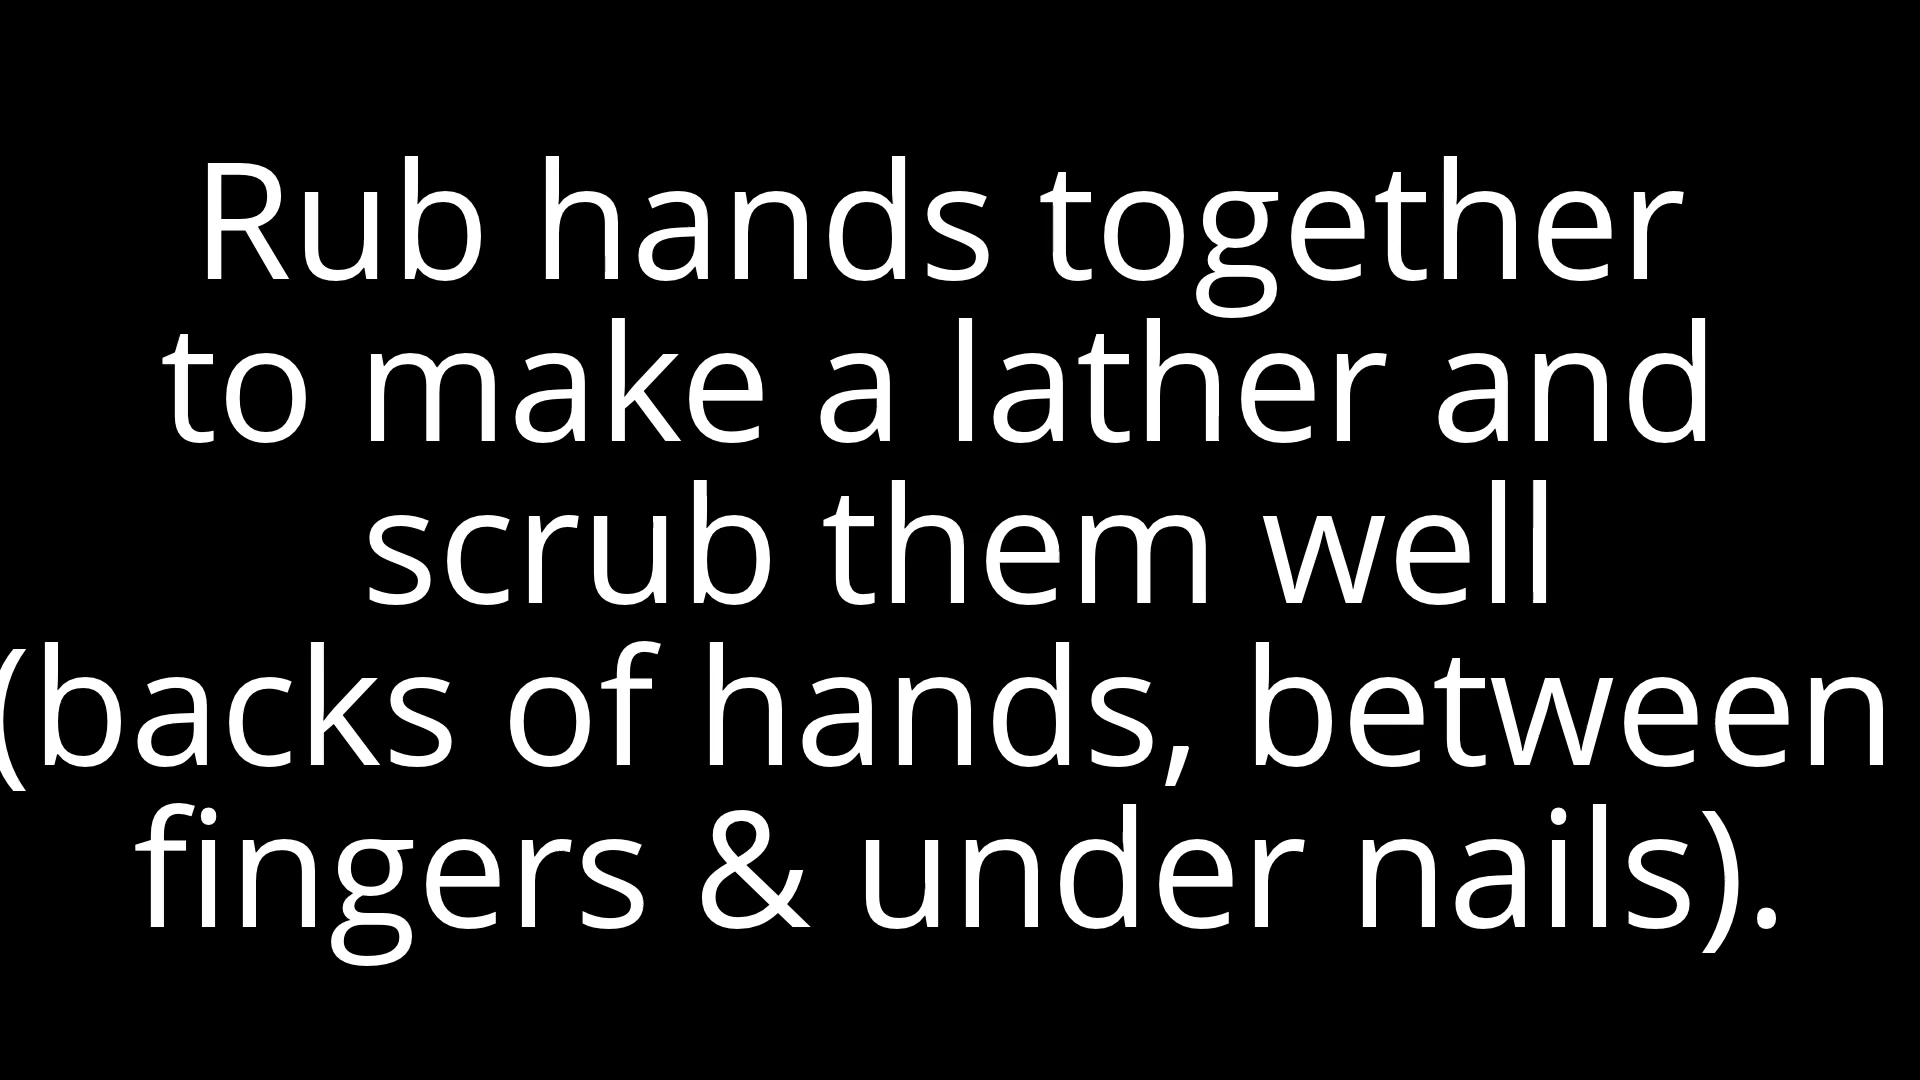 Rub hands together
to make a lather and
scrub them well
(backs of hands, between
fingers & under nails).